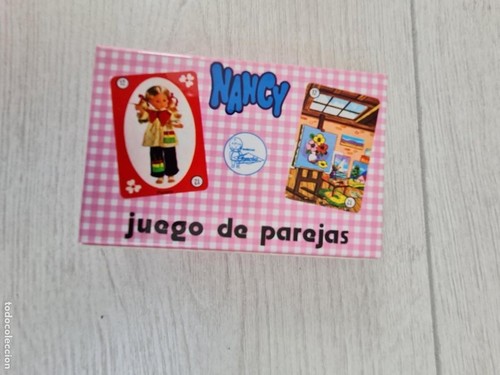 NANCY
juego de parejas
todocoleccion